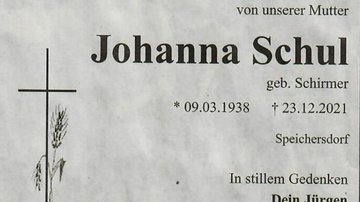 von unserer Mutter
Johanna Schul
geb. Schirmer
* 09.03.1938 † 23.12.2021
Speichersdorf
In stillem Gedenken
Dein Jürgen